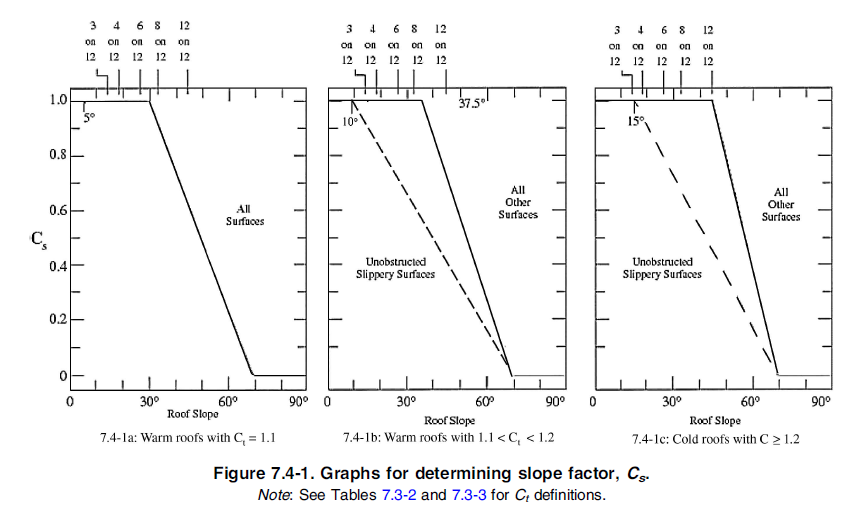 3 4 6 8 12
on on on on on
12 12 12 12 12
3 4 6 8 12
on on on on on
12 12 12 12 12
3 4 6 8 12
on on on on on
12 12 12 12 12
1.0
0.8
0.6
Cs
0.4
0.2
0
5°
All
Surfaces
0 30° 60° 90°
Roof Slope
7.4-1a: Warm roofs with Ct = 1.1
10°
37.5°
All
Other
Surfaces
Unobstructed
Slippery Surfaces
0 30° 60° 90°
Roof Slope
7.4-1b: Warm roofs with 1.1 < Ct < 1.2
15°
All
Other
Surfaces
Unobstructed
Slippery Surfaces
0 30° 60° 90°
Roof Slope
7.4-1c: Cold roofs with C ≥ 1.2
Figure 7.4-1. Graphs for determining slope factor, Cs.
Note: See Tables 7.3-2 and 7.3-3 for Ct definitions.